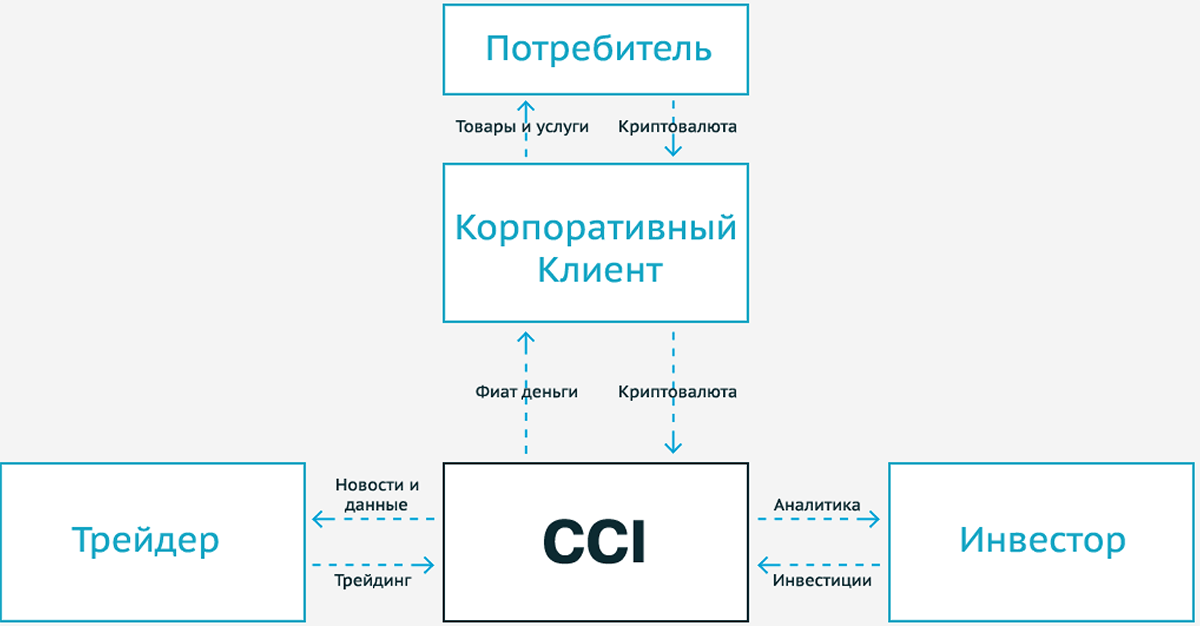 Потребитель
Товары и услуги
Криптовалюта
Корпоративный
Клиент
Фиат деньги
Криптовалюта
Трейдер
Новости и
данные
Трейдинг
CCI
Аналитика
Инвестиции
Инвестор